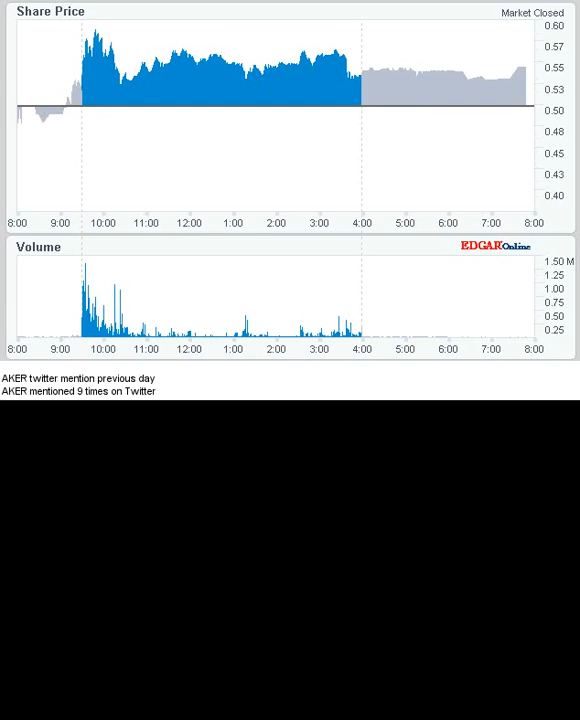 Share Price
Market Closed
0.60
0.57
0.55
0.53
0.50
0.48
0.45
0.43
0.40
8:00 9:00 10:00 11:00 12:00 1:00 2:00 3:00 4:00 5:00 6:00 7:00 8:00
Volume
EDGAR Online
1.50 M
1.25
1.00
0.75
0.50
0.25
8:00 9:00 10:00 11:00 12:00 1:00 2:00 3:00 4:00 5:00 6:00 7:00 8:00
AKER twitter mention previous day
AKER mentioned 9 times on Twitter